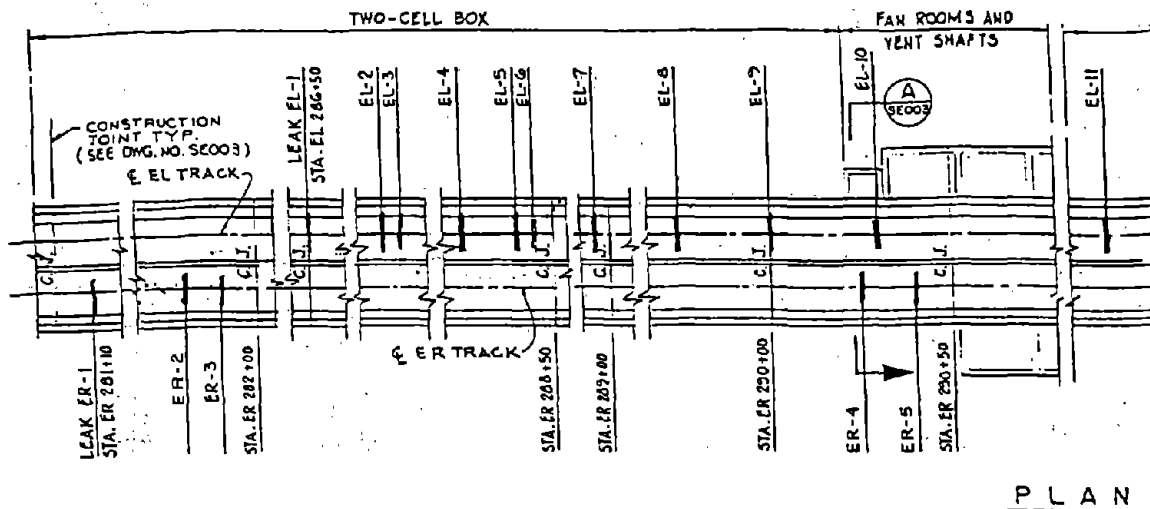 TWO-CELL BOX
FAN ROOMS AND
VENT SHAFTS
CONSTRUCTION
JOINT TYP.
(SEE DWG. NO. SE003)
℄ EL TRACK
LEAK EL-1
STA. EL 286+50
EL-2
EL-3
EL-4
EL-5
EL-6
EL-7
EL-8
EL-9
EL-10
A
SE003
EL-11
C. J.
C. J.
C. J.
C. J.
C. J.
C. J.
C. J.
℄ ER TRACK
LEAK ER-1
STA. ER 281+10
ER-2
ER-3
STA. ER 282+00
STA. ER 288+50
STA. ER 289+00
STA. ER 290+00
ER-4
ER-5
STA. ER 290+50
PLAN